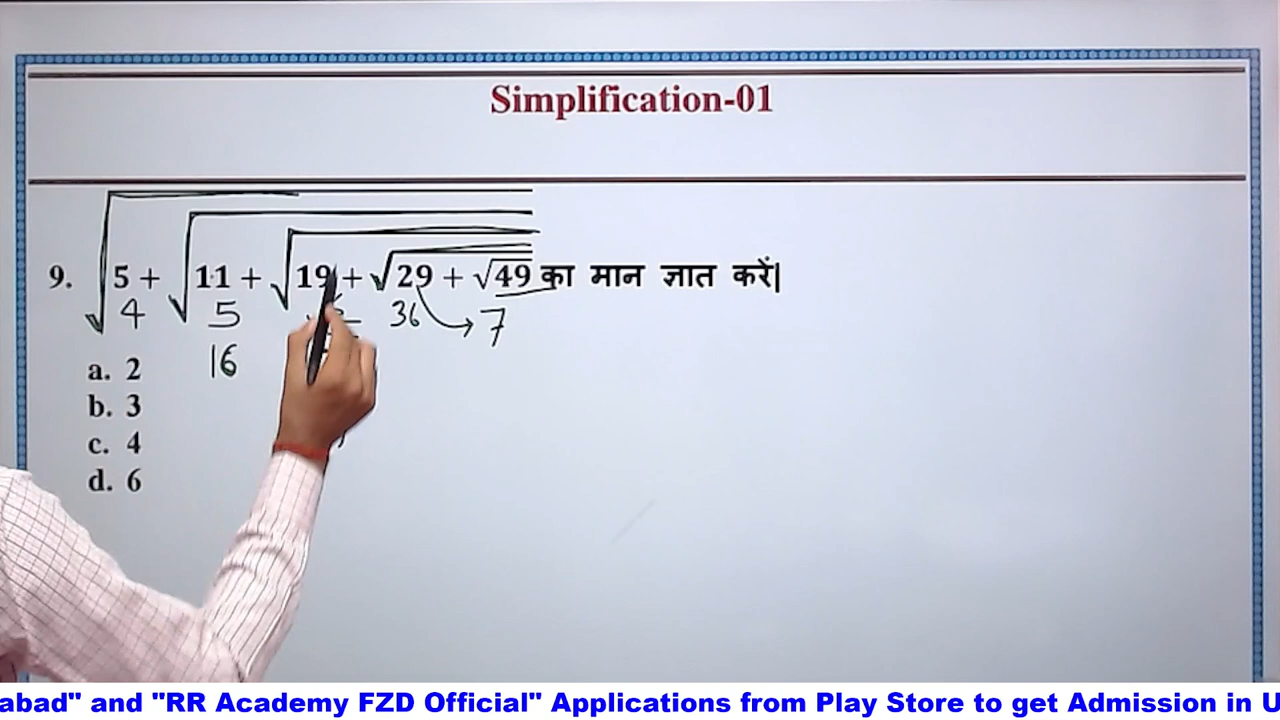 Simplification-01
9. √5 + √11 + √19 + √29 + √49 का मान ज्ञात करें|
4 5 36 7
16
a. 2
b. 3
c. 4
d. 6
abad" and "RR Academy FZD Official" Applications from Play Store to get Admission in U